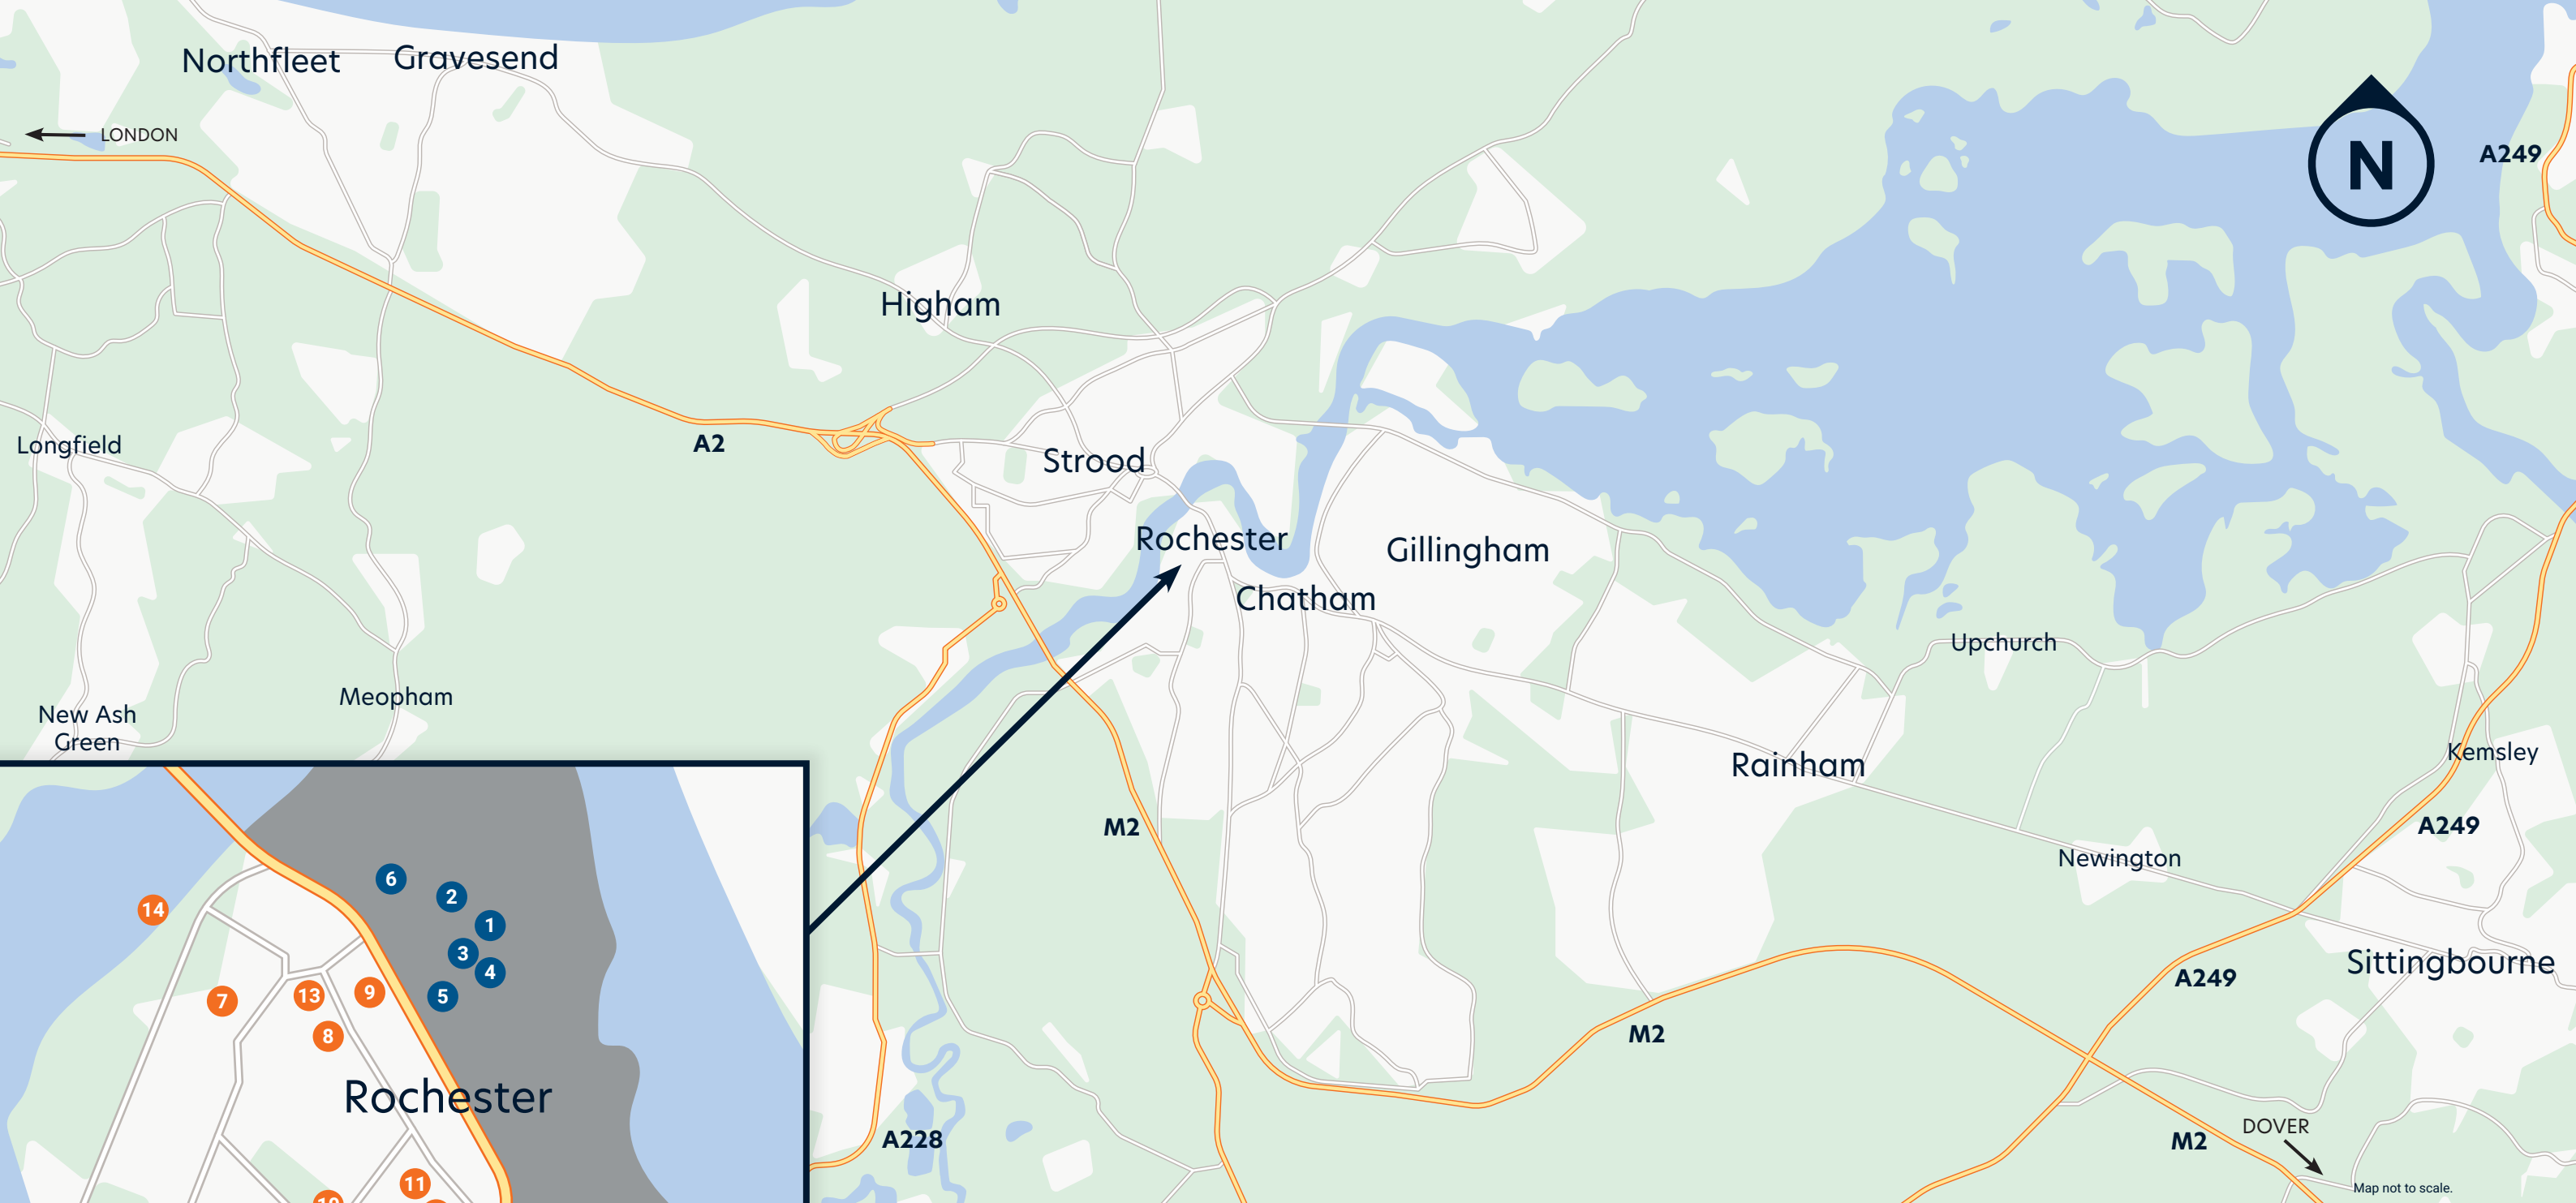 Northfleet
Gravesend
LONDON
N
A249
Higham
A2
Longfield
Strood
Rochester
Gillingham
Chatham
Upchurch
Meopham
New Ash
Green
Rainham
Kemsley
M2
A249
Newington
6
2
14
1
3
4
Sittingbourne
A249
7
13
9
5
8
M2
Rochester
A228
DOVER
M2
11
Map not to scale.